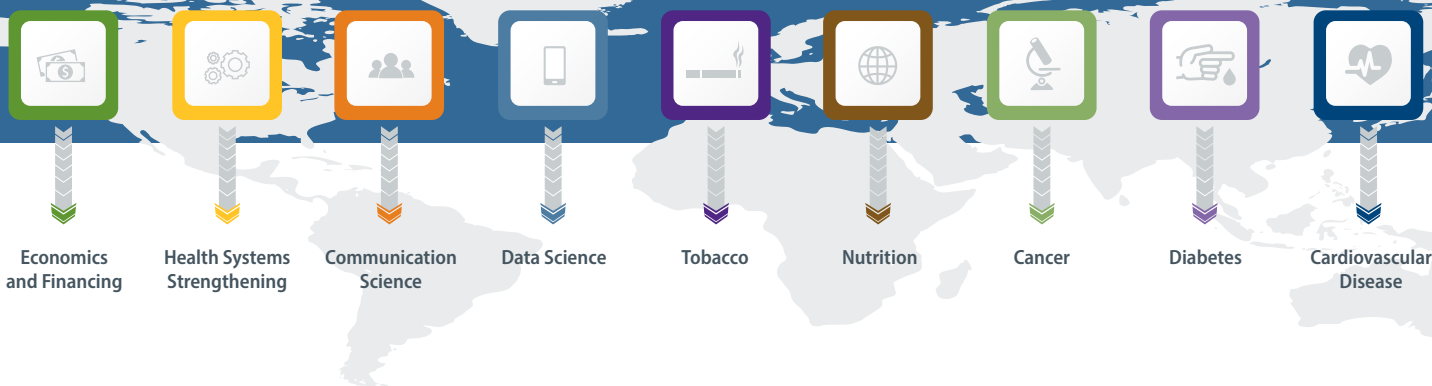 Economics
and Financing
Health Systems
Strengthening
Communication
Science
Data Science
Tobacco
Nutrition
Cancer
Diabetes
Cardiovascular
Disease